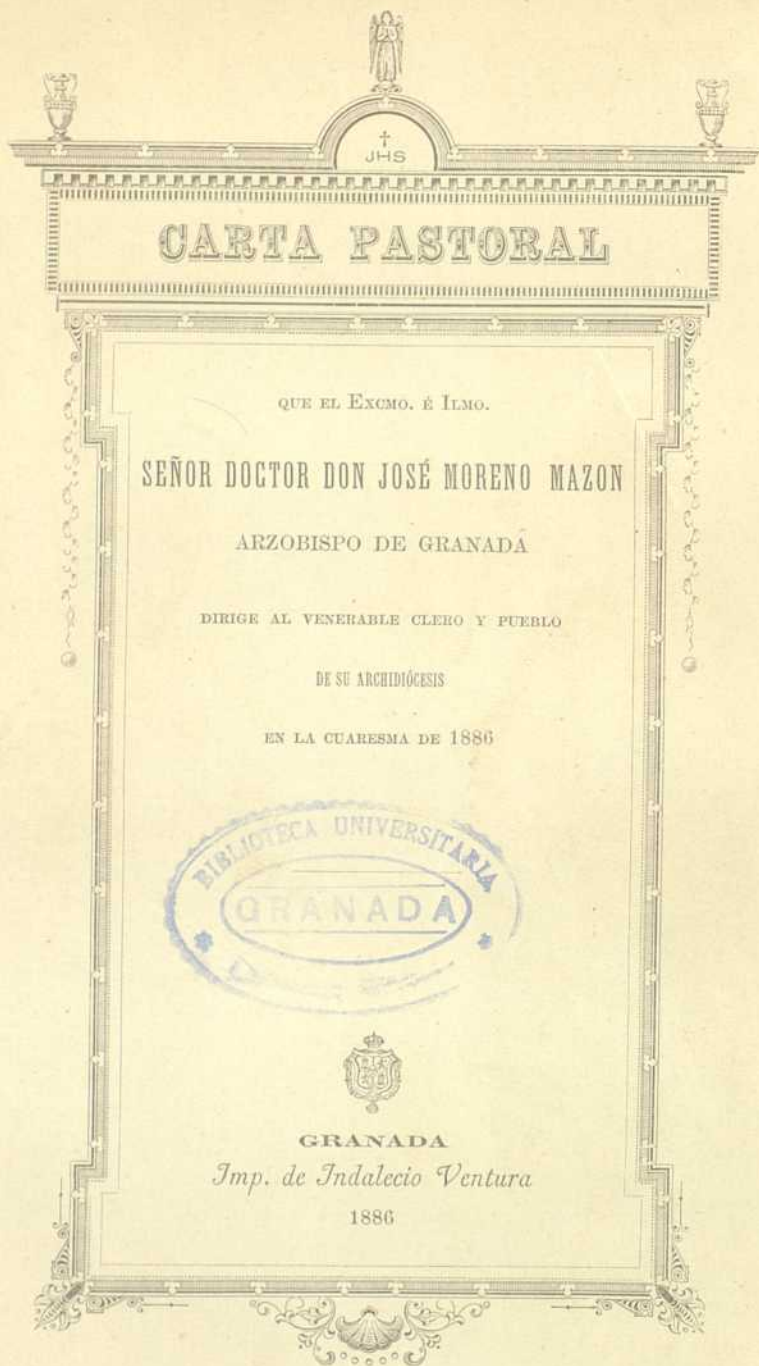 †
JHS
CARTA PASTORAL
QUE EL EXCMO. É ILMO.
SEÑOR DOCTOR DON JOSÉ MORENO MAZON
ARZOBISPO DE GRANADA
DIRIGE AL VENERABLE CLERO Y PUEBLO
DE SU ARCHIDIÓCESIS
EN LA CUARESMA DE 1886
BIBLIOTECA UNIVERSITARIA
GRANADA
GRANADA
Imp. de Indalecio Ventura
1886